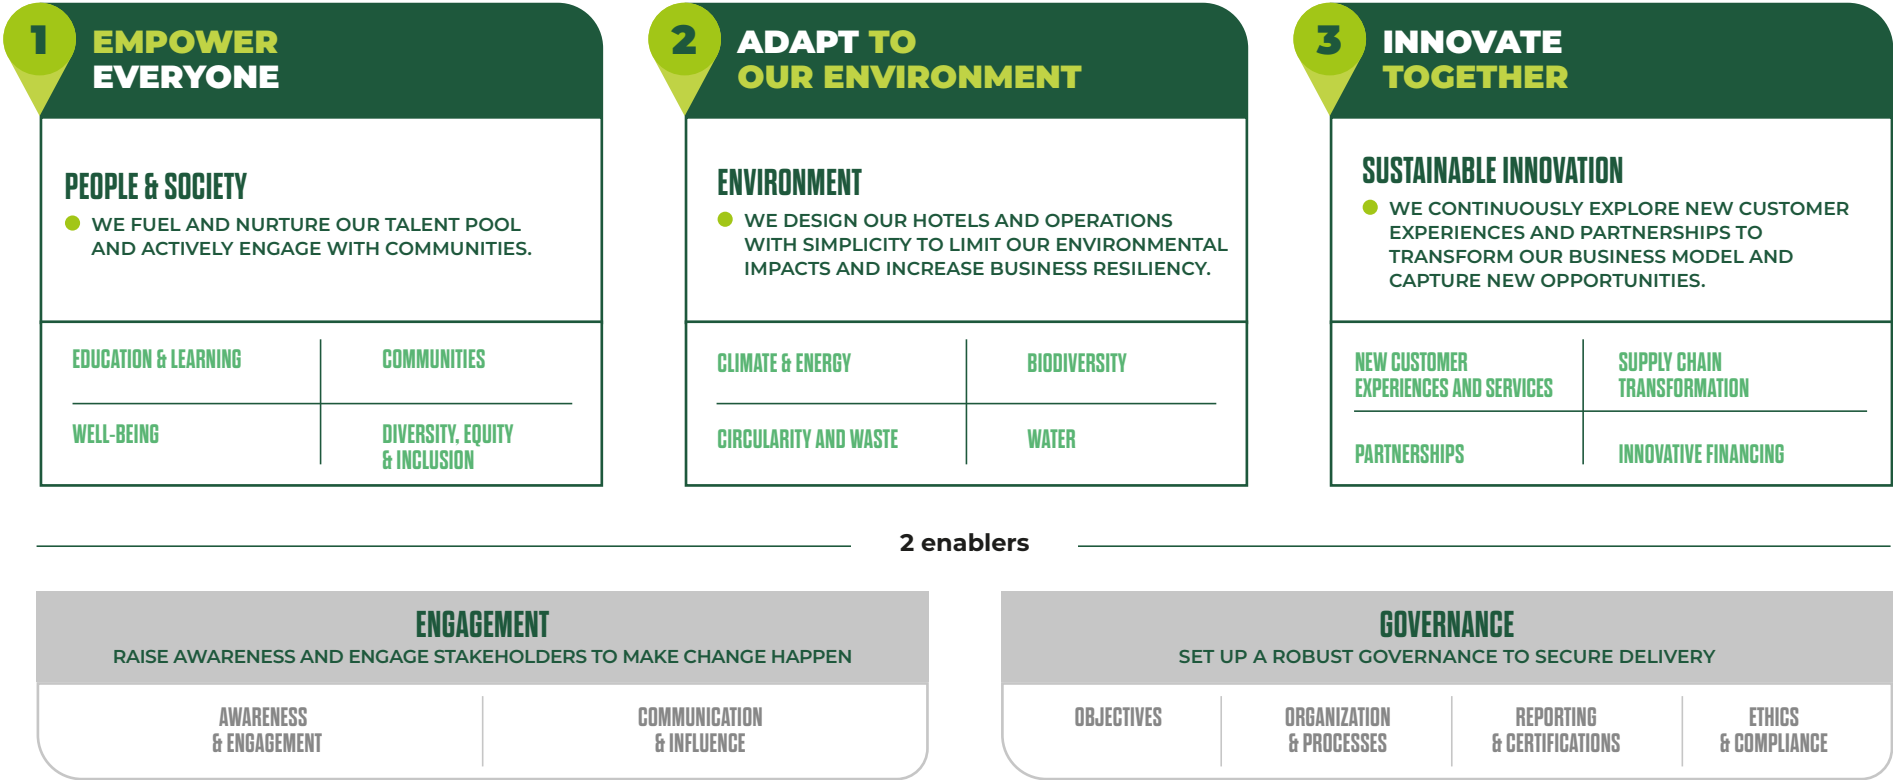 1
EMPOWER
EVERYONE
PEOPLE & SOCIETY
WE FUEL AND NURTURE OUR TALENT POOL
AND ACTIVELY ENGAGE WITH COMMUNITIES.
EDUCATION & LEARNING
COMMUNITIES
WELL-BEING
DIVERSITY, EQUITY
& INCLUSION
2
ADAPT TO
OUR ENVIRONMENT
ENVIRONMENT
WE DESIGN OUR HOTELS AND OPERATIONS
WITH SIMPLICITY TO LIMIT OUR ENVIRONMENTAL
IMPACTS AND INCREASE BUSINESS RESILIENCY.
CLIMATE & ENERGY
BIODIVERSITY
CIRCULARITY AND WASTE
WATER
3
INNOVATE
TOGETHER
SUSTAINABLE INNOVATION
WE CONTINUOUSLY EXPLORE NEW CUSTOMER
EXPERIENCES AND PARTNERSHIPS TO
TRANSFORM OUR BUSINESS MODEL AND
CAPTURE NEW OPPORTUNITIES.
NEW CUSTOMER
EXPERIENCES AND SERVICES
SUPPLY CHAIN
TRANSFORMATION
PARTNERSHIPS
INNOVATIVE FINANCING
2 enablers
ENGAGEMENT
RAISE AWARENESS AND ENGAGE STAKEHOLDERS TO MAKE CHANGE HAPPEN
AWARENESS
& ENGAGEMENT
COMMUNICATION
& INFLUENCE
GOVERNANCE
SET UP A ROBUST GOVERNANCE TO SECURE DELIVERY
OBJECTIVES
ORGANIZATION
& PROCESSES
REPORTING
& CERTIFICATIONS
ETHICS
& COMPLIANCE